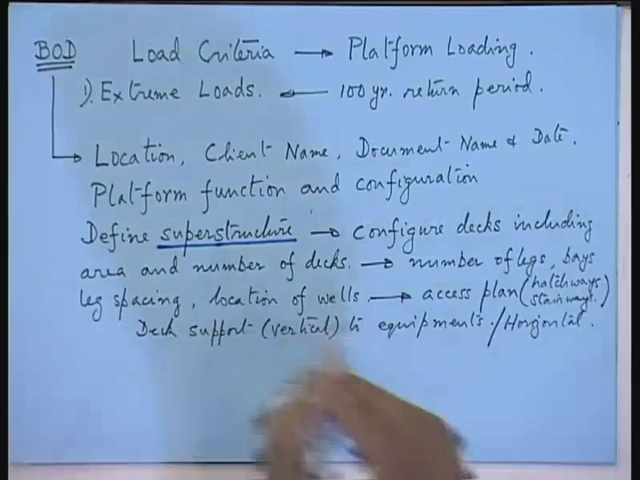 BOD Load Criteria → Platform Loading.
1). Extreme Loads. ← 100 yr. return period.
→ Location, Client Name, Document Name & Date.
Platform function and configuration
Define superstructure → configure decks including
area and number of decks. → number of legs, bays
leg spacing, location of wells → access plan (hatchways stairways.)
Deck support (vertical) to equipments./Horizontal.